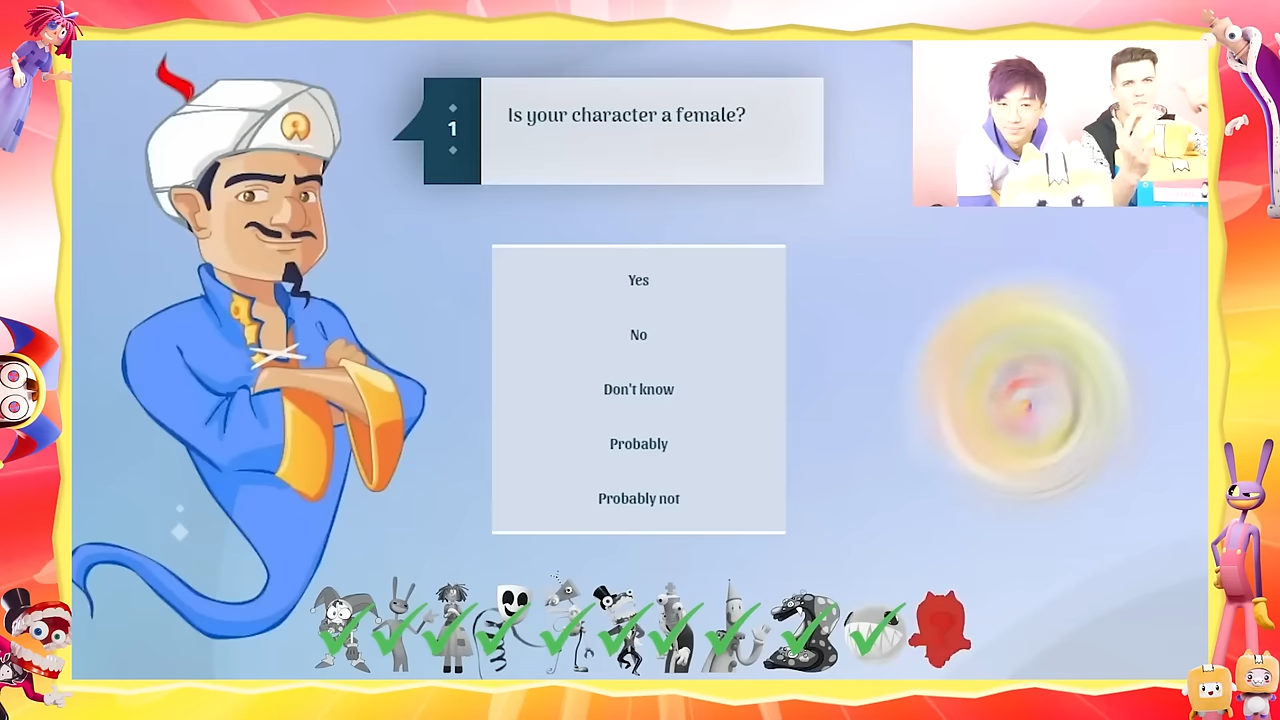 1
Is your character a female?
Yes
No
Don't know
Probably
Probably not